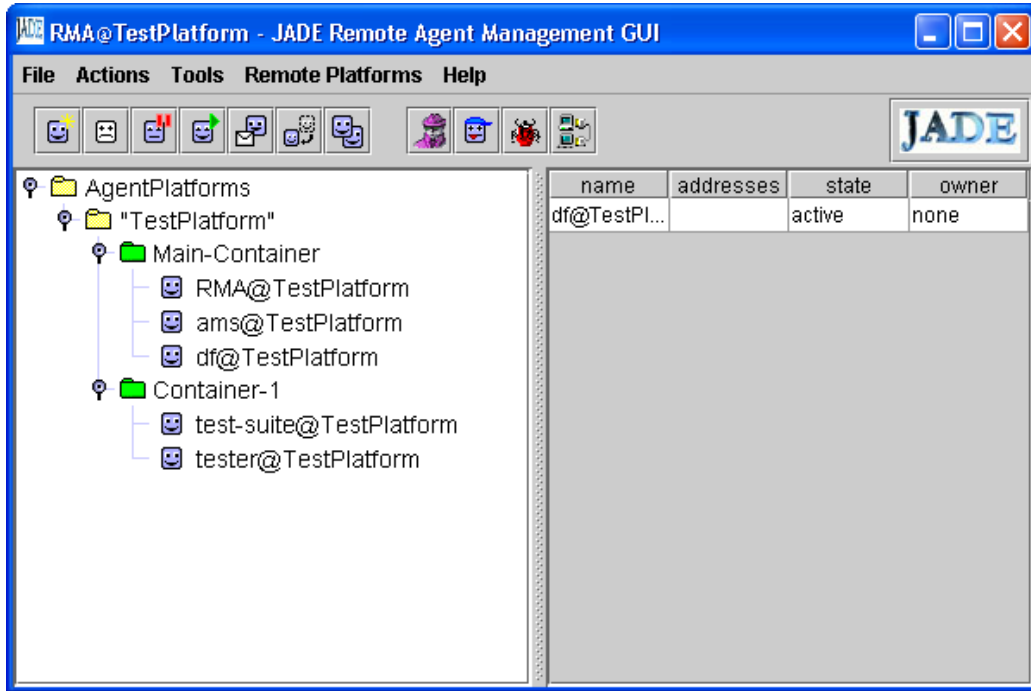 JADE RMA@TestPlatform - JADE Remote Agent Management GUI
File Actions Tools Remote Platforms Help
JADE
AgentPlatforms
"TestPlatform"
Main-Container
RMA@TestPlatform
ams@TestPlatform
df@TestPlatform
Container-1
test-suite@TestPlatform
tester@TestPlatform
name addresses state owner
df@TestPl... active none